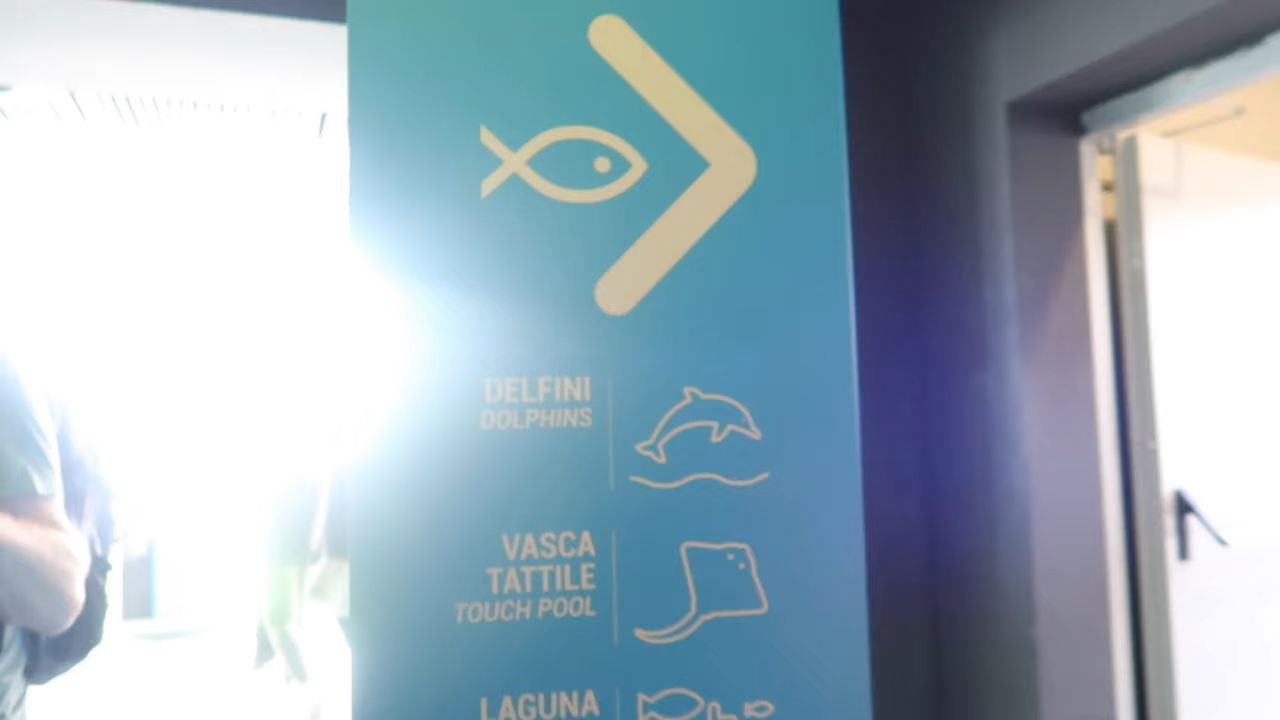 DELFINI
DOLPHINS
VASCA
TATTILE
TOUCH POOL
LAGUNA